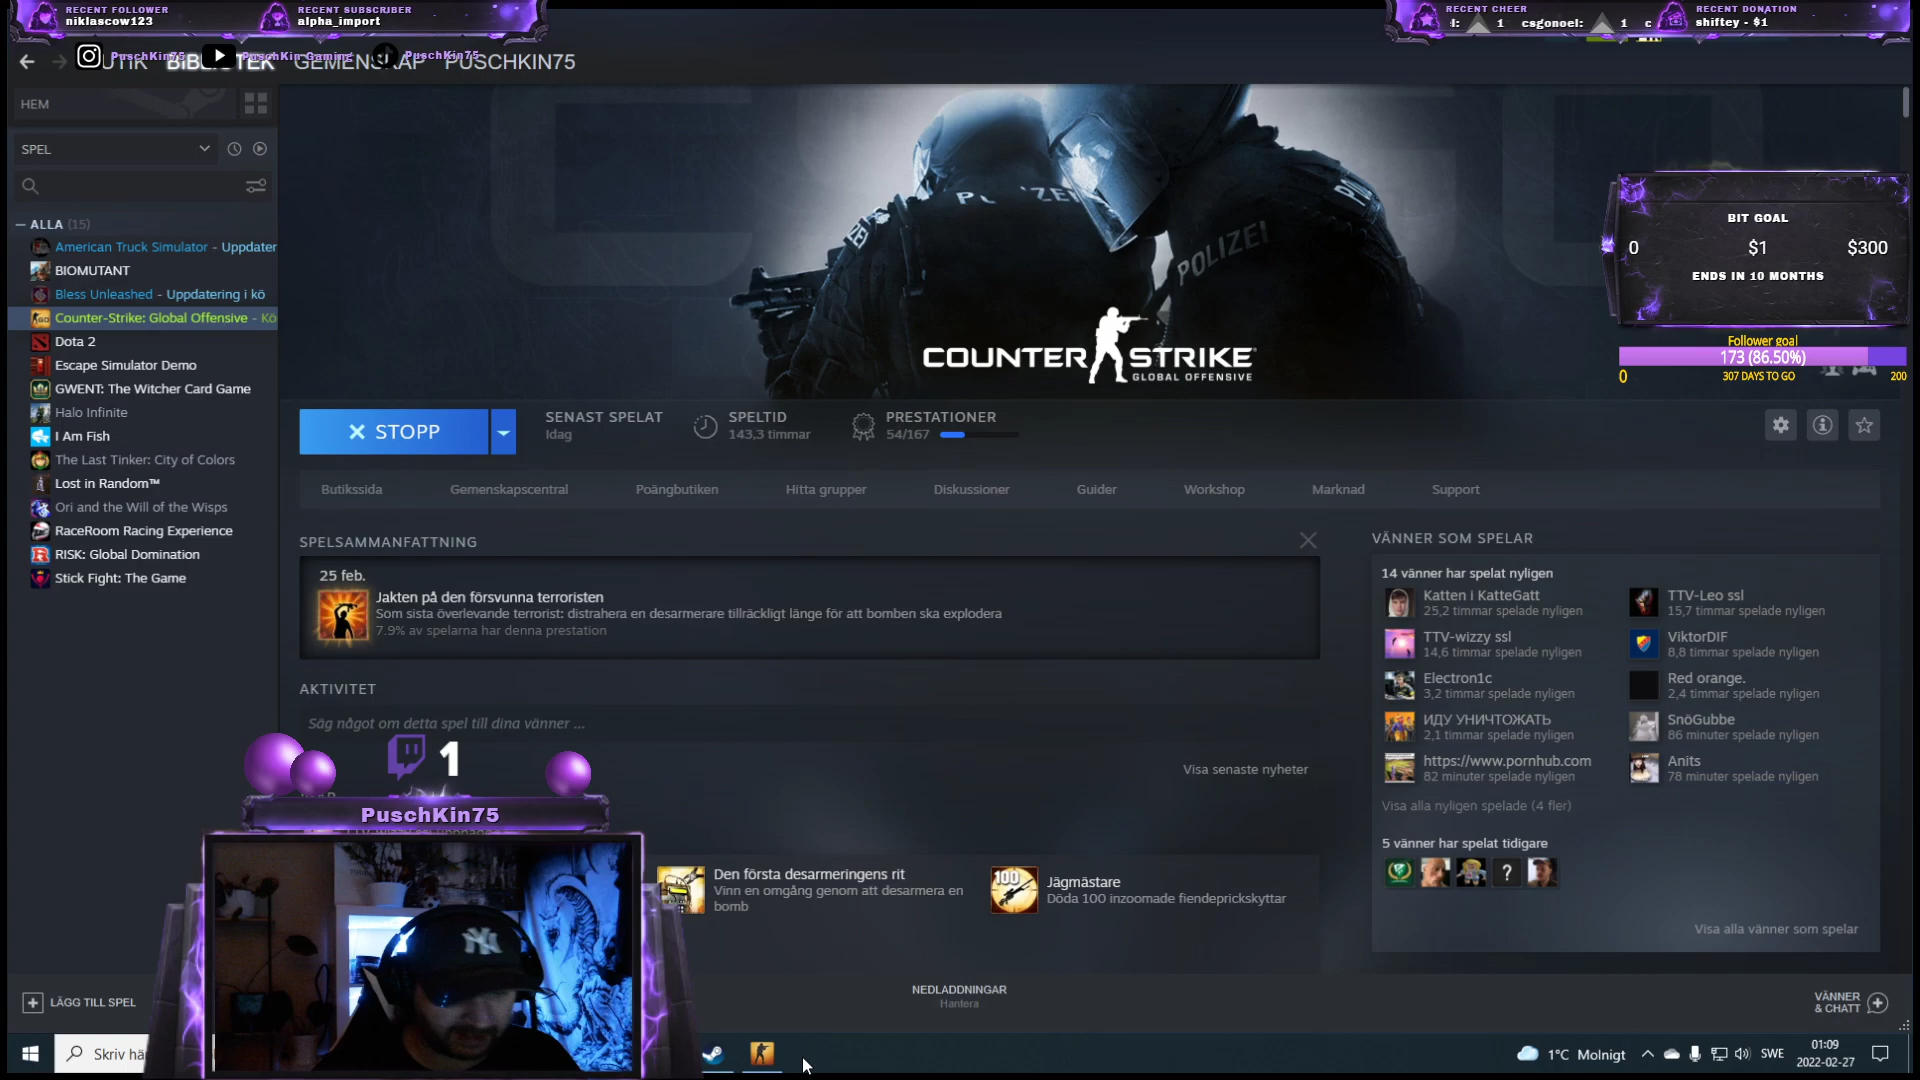 RECENT FOLLOWER
niklascow123
RECENT SUBSCRIBER
alpha_import
RECENT CHEER
1 csgonoel: 1 c
RECENT DONATION
shiftey - $1
PuschKin75
PuschKin Gaming
PuschKin75
UTIK BIBLIOTEK GEMENSKAP PUSCHKIN75
HEM
SPEL
ALLA (15)
American Truck Simulator - Uppdater
BIOMUTANT
Bless Unleashed - Uppdatering i kö
Counter-Strike: Global Offensive - Kö
Dota 2
Escape Simulator Demo
GWENT: The Witcher Card Game
Halo Infinite
I Am Fish
The Last Tinker: City of Colors
Lost in Random™
Ori and the Will of the Wisps
RaceRoom Racing Experience
RISK: Global Domination
Stick Fight: The Game
POLIZEI
COUNTER STRIKE
GLOBAL OFFENSIVE
BIT GOAL
0 $1 $300
ENDS IN 10 MONTHS
Follower goal
173 (86.50%)
0 307 DAYS TO GO 200
STOPP
SENAST SPELAT
Idag
SPELTID
143,3 timmar
PRESTATIONER
54/167
Butikssida Gemenskapscentral Poängbutiken Hitta grupper Diskussioner Guider Workshop Marknad Support
SPELSAMMANFATTNING
25 feb.
Jakten på den försvunna terroristen
Som sista överlevande terrorist: distrahera en desarmerare tillräckligt länge för att bomben ska explodera
7.9% av spelarna har denna prestation
AKTIVITET
Säg något om detta spel till dina vänner ...
1
Visa senaste nyheter
PuschKin75
Den första desarmeringens rit
Vinn en omgång genom att desarmera en
bomb
100
Jägmästare
Döda 100 inzoomade fiendeprickskyttar
VÄNNER SOM SPELAR
14 vänner har spelat nyligen
Katten i KatteGatt
25,2 timmar spelade nyligen
TTV-Leo ssl
15,7 timmar spelade nyligen
TTV-wizzy ssl
14,6 timmar spelade nyligen
ViktorDIF
8,8 timmar spelade nyligen
Electron1c
3,2 timmar spelade nyligen
Red orange.
2,4 timmar spelade nyligen
ИДУ УНИЧТОЖАТЬ
2,1 timmar spelade nyligen
SnöGubbe
86 minuter spelade nyligen
https://www.pornhub.com
82 minuter spelade nyligen
Anits
78 minuter spelade nyligen
Visa alla nyligen spelade (4 fler)
5 vänner har spelat tidigare
?
Visa alla vänner som spelar
LÄGG TILL SPEL
NEDLADDNINGAR
Hantera
VÄNNER
& CHATT
NY
Skriv hä
1°C Molnigt
SWE
01:09
2022-02-27